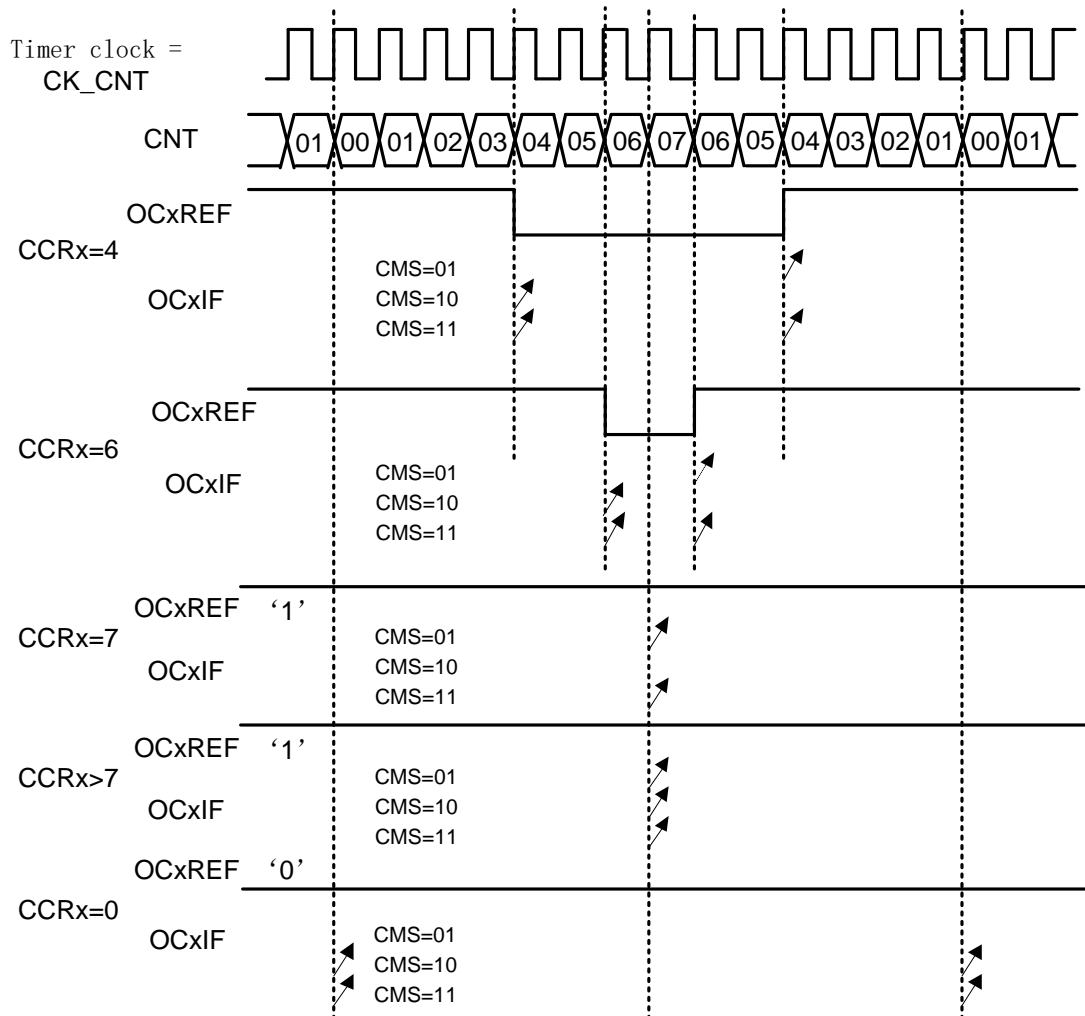 Timer clock =
CK_CNT
CNT
01 00 01 02 03 04 05 06 07 06 05 04 03 02 01 00 01
OCxREF
CCRx=4
OCxIF
CMS=01
CMS=10
CMS=11
OCxREF
CCRx=6
OCxIF
CMS=01
CMS=10
CMS=11
OCxREF ‘1’
CCRx=7
OCxIF
CMS=01
CMS=10
CMS=11
OCxREF ‘1’
CCRx>7
OCxIF
CMS=01
CMS=10
CMS=11
OCxREF ‘0’
CCRx=0
OCxIF
CMS=01
CMS=10
CMS=11